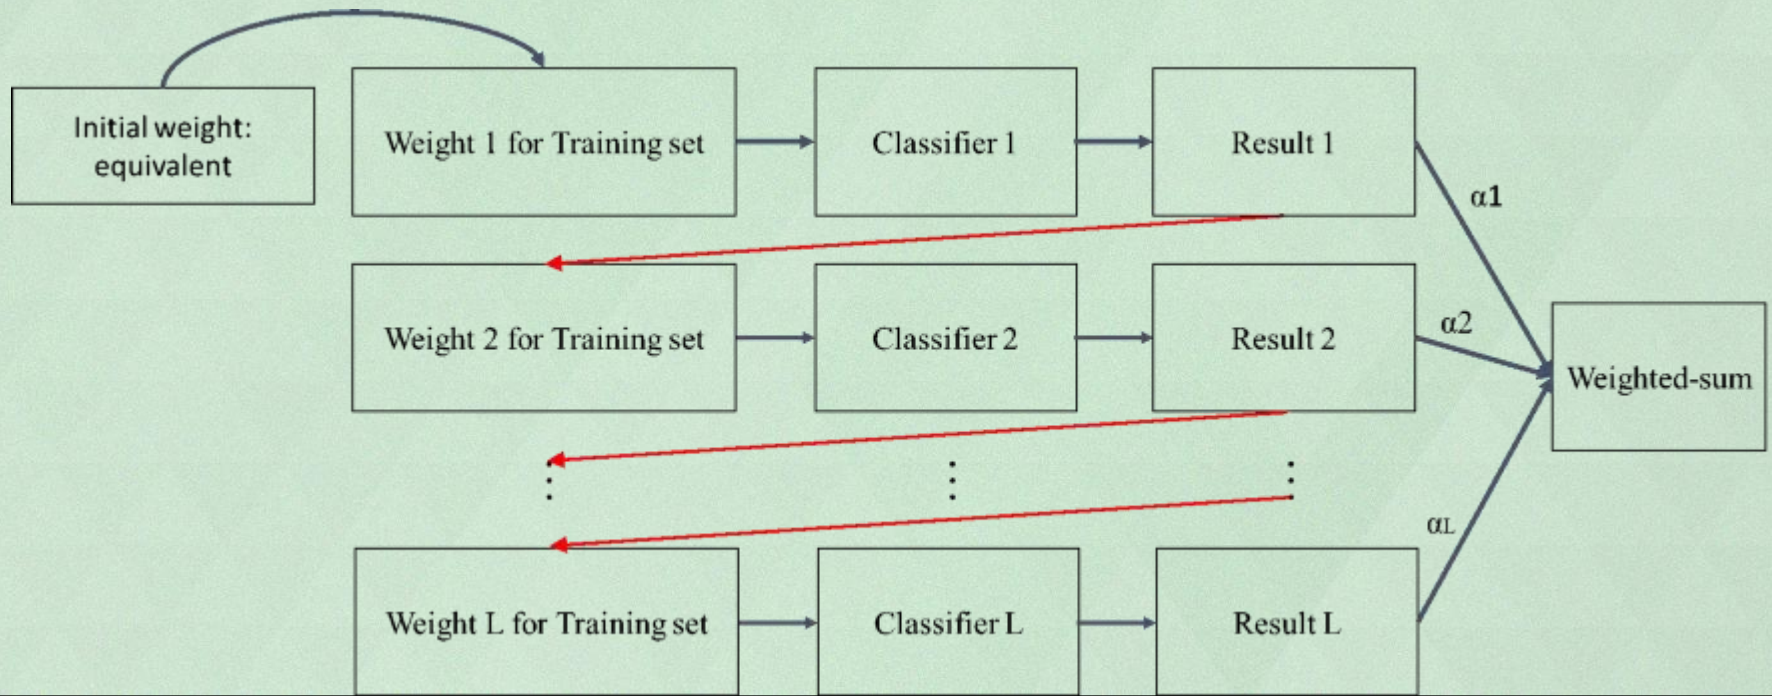 Initial weight:
equivalent
Weight 1 for Training set
Classifier 1
Result 1
α1
Weight 2 for Training set
Classifier 2
Result 2
α2
Weighted-sum
αL
Weight L for Training set
Classifier L
Result L